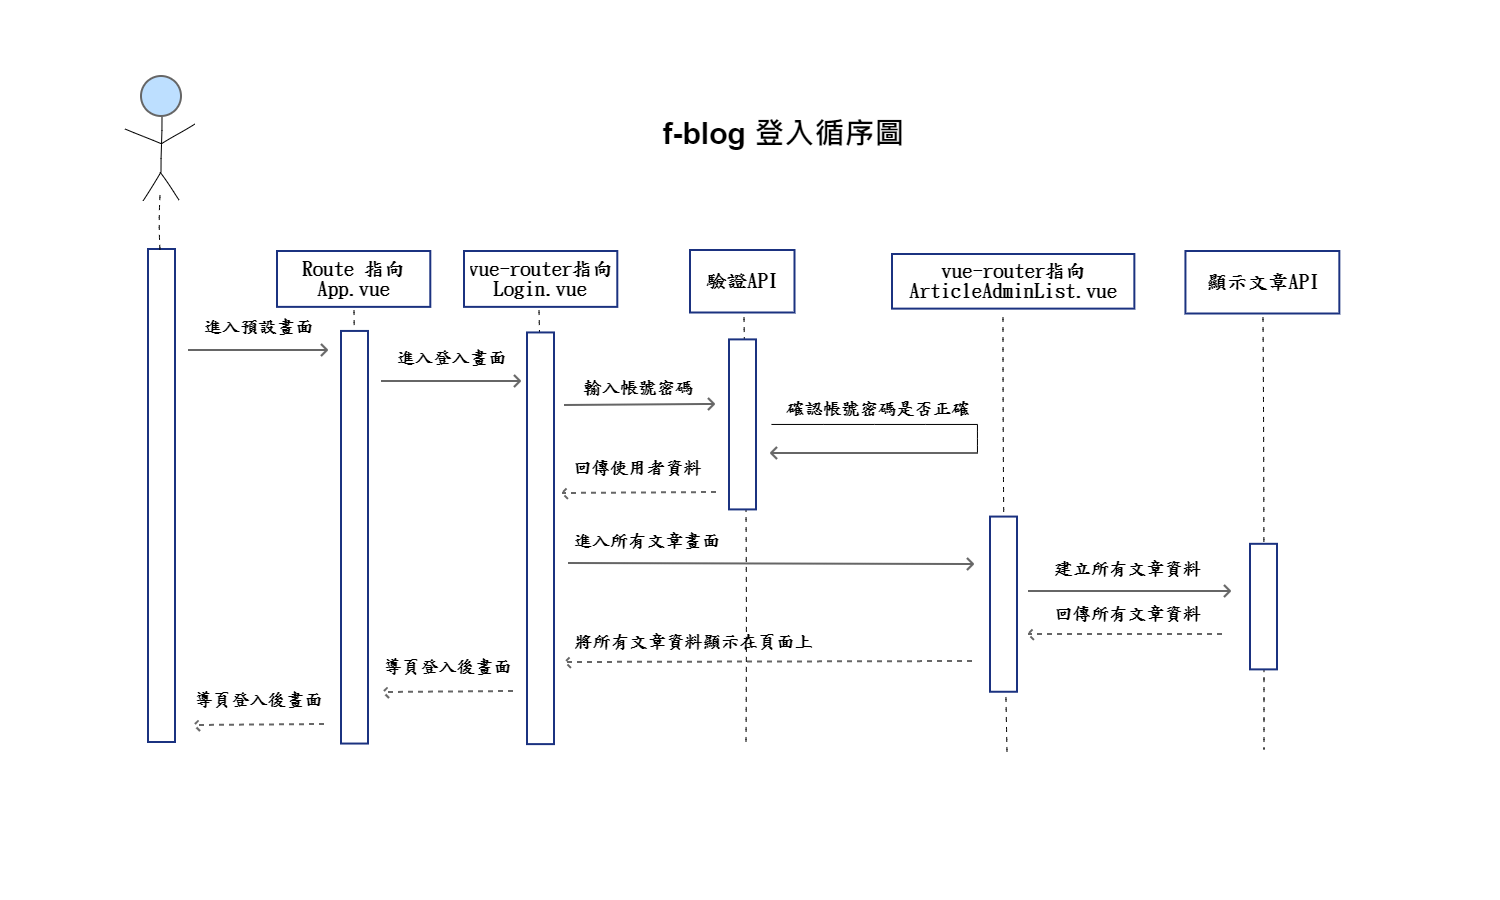 f-blog 登入循序圖
Route 指向
App.vue
vue-router指向
Login.vue
驗證API
vue-router指向
ArticleAdminList.vue
顯示文章API
進入預設畫面
進入登入畫面
輸入帳號密碼
確認帳號密碼是否正確
回傳使用者資料
進入所有文章畫面
建立所有文章資料
回傳所有文章資料
將所有文章資料顯示在頁面上
導頁登入後畫面
導頁登入後畫面